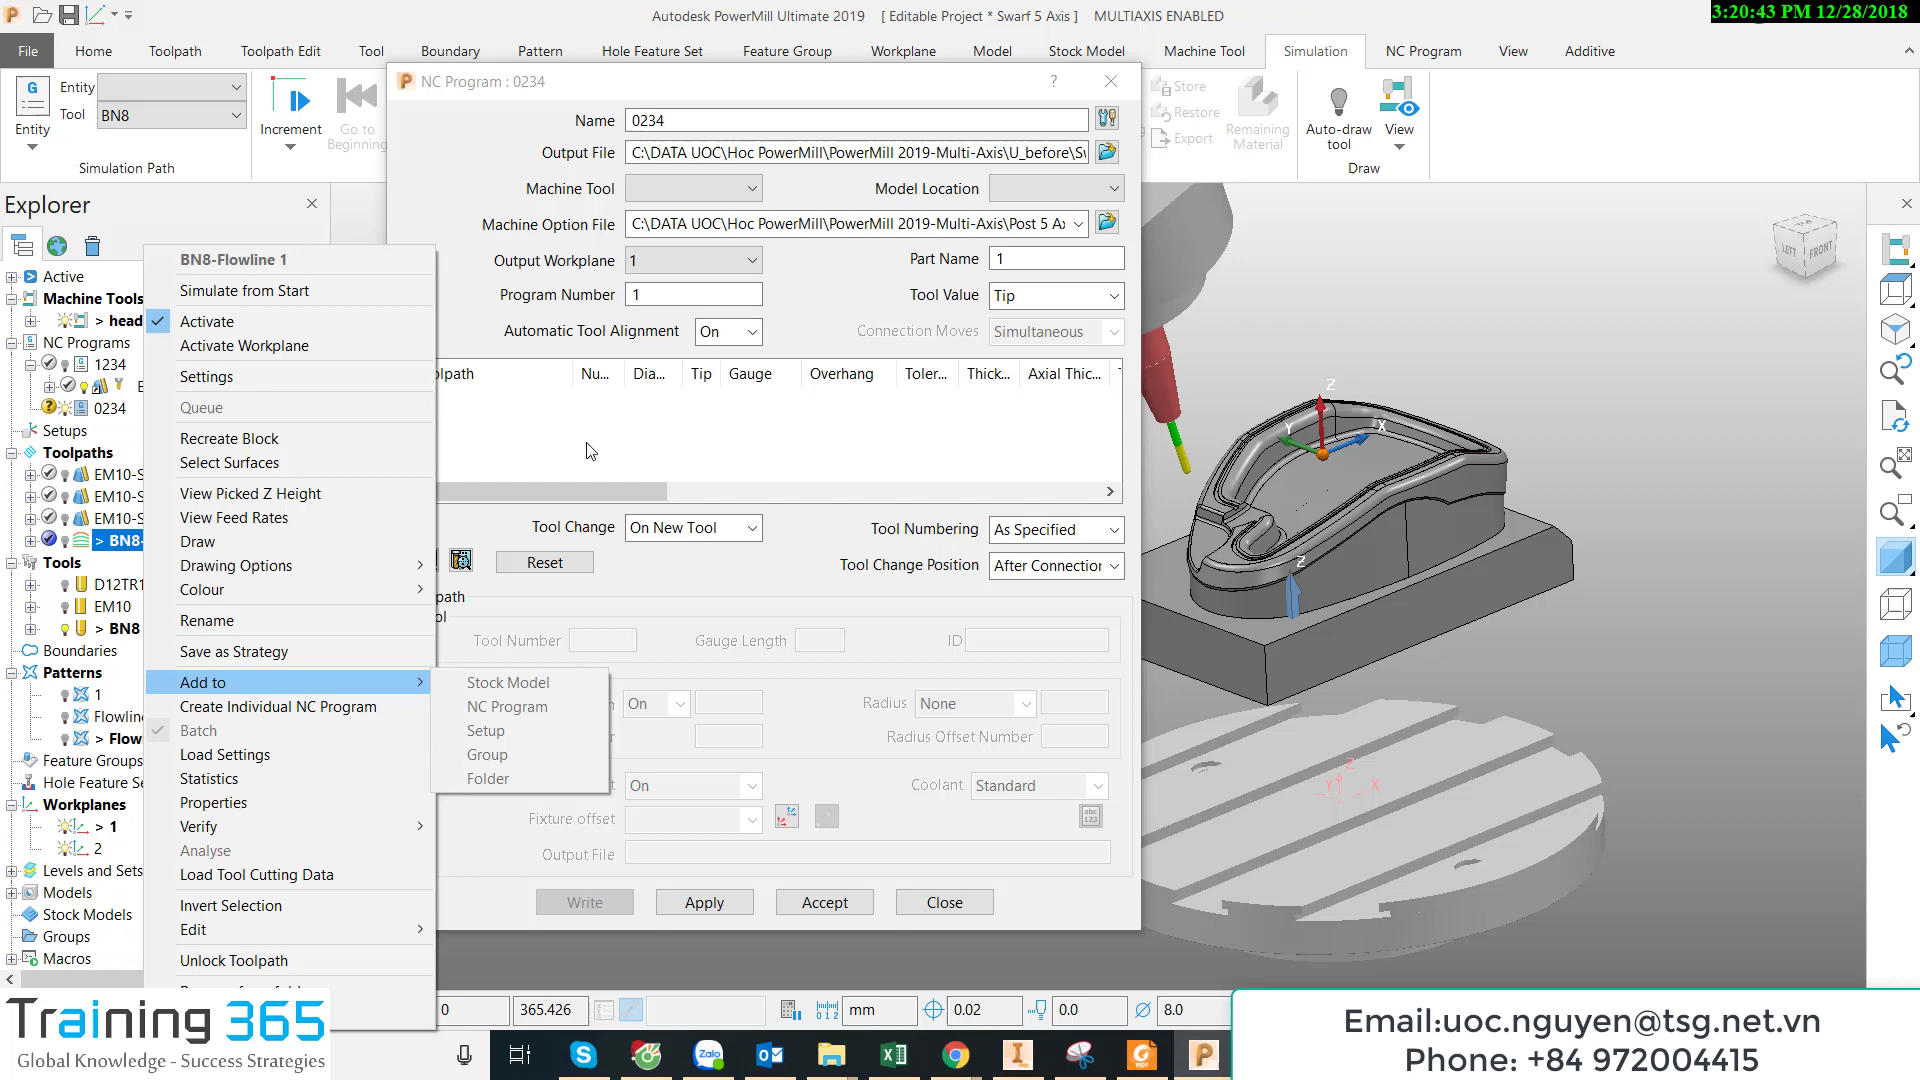 Autodesk PowerMill Ultimate 2019 [ Editable Project * Swarf 5 Axis ] MULTIAXIS ENABLED
3:20:43 PM 12/28/2018
File Home Toolpath Toolpath Edit Tool Boundary Pattern Hole Feature Set Feature Group Workplane Model Stock Model Machine Tool Simulation NC Program View Additive
Entity
Tool BN8
Entity
Increment
Go to
Beginning
Simulation Path
Store
Restore
Export
Remaining
Material
Auto-draw
tool
View
Draw
NC Program : 0234
?
Name 0234
Output File C:\DATA UOC\Hoc PowerMill\PowerMill 2019-Multi-Axis\U_before\S
Machine Tool
Model Location
Machine Option File C:\DATA UOC\Hoc PowerMill\PowerMill 2019-Multi-Axis\Post 5 A
Output Workplane 1
Part Name 1
Program Number 1
Tool Value Tip
Automatic Tool Alignment On
Connection Moves Simultaneous
lpath Nu... Dia... Tip Gauge Overhang Toler... Thick... Axial Thic...
Tool Change On New Tool
Tool Numbering As Specified
Reset
Tool Change Position After Connection
path
ol
Tool Number
Gauge Length
ID
On
Radius None
Radius Offset Number
On
Coolant Standard
Fixture offset
Output File
Write Apply Accept Close
Explorer
Active
Machine Tools
> head
NC Programs
1234
0234
Setups
Toolpaths
EM10-S
EM10-S
EM10-S
> BN8-
Tools
D12TR1
EM10
> BN8
Boundaries
Patterns
1
Flowlin
> Flow
Feature Groups
Hole Feature Se
Workplanes
> 1
2
Levels and Sets
Models
Stock Models
Groups
Macros
BN8-Flowline 1
Simulate from Start
Activate
Activate Workplane
Settings
Queue
Recreate Block
Select Surfaces
View Picked Z Height
View Feed Rates
Draw
Drawing Options
Colour
Rename
Save as Strategy
Add to
Create Individual NC Program
Batch
Load Settings
Statistics
Properties
Verify
Analyse
Load Tool Cutting Data
Invert Selection
Edit
Unlock Toolpath
Stock Model
NC Program
Setup
Group
Folder
LEFT FRONT
Z
Y
X
Z
Z
Y
X
0 365.426 mm 0.02 0.0 8.0
Training 365
Global Knowledge - Success Strategies
Email:uoc.nguyen@tsg.net.vn
Phone: +84 972004415